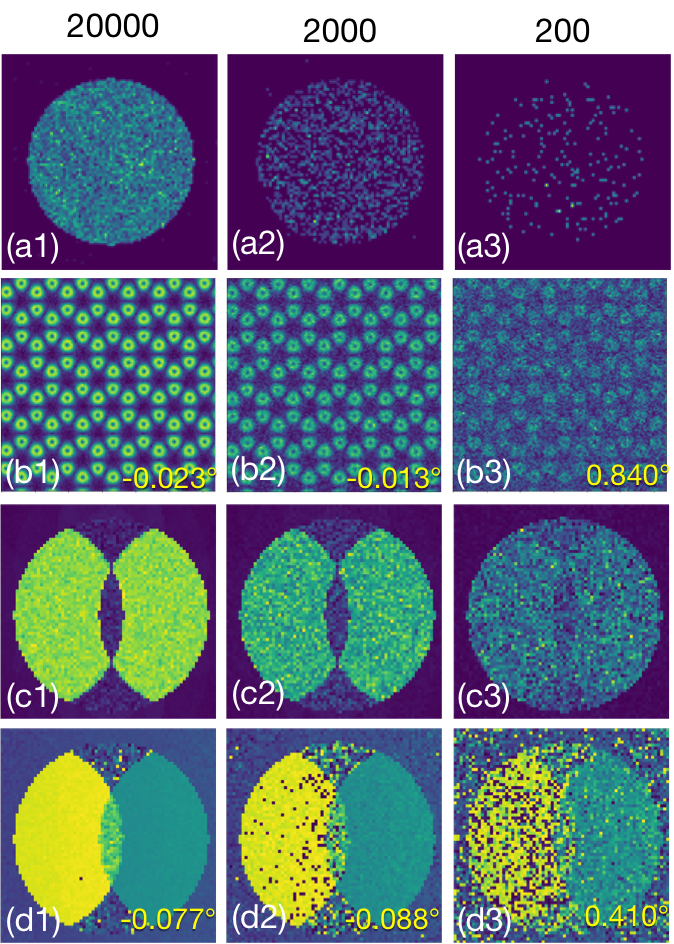 20000 2000 200
(a1) (a2) (a3)
(b1) -0.023° (b2) -0.013° (b3) 0.840°
(c1) (c2) (c3)
(d1) -0.077° (d2) -0.088° (d3) 0.410°